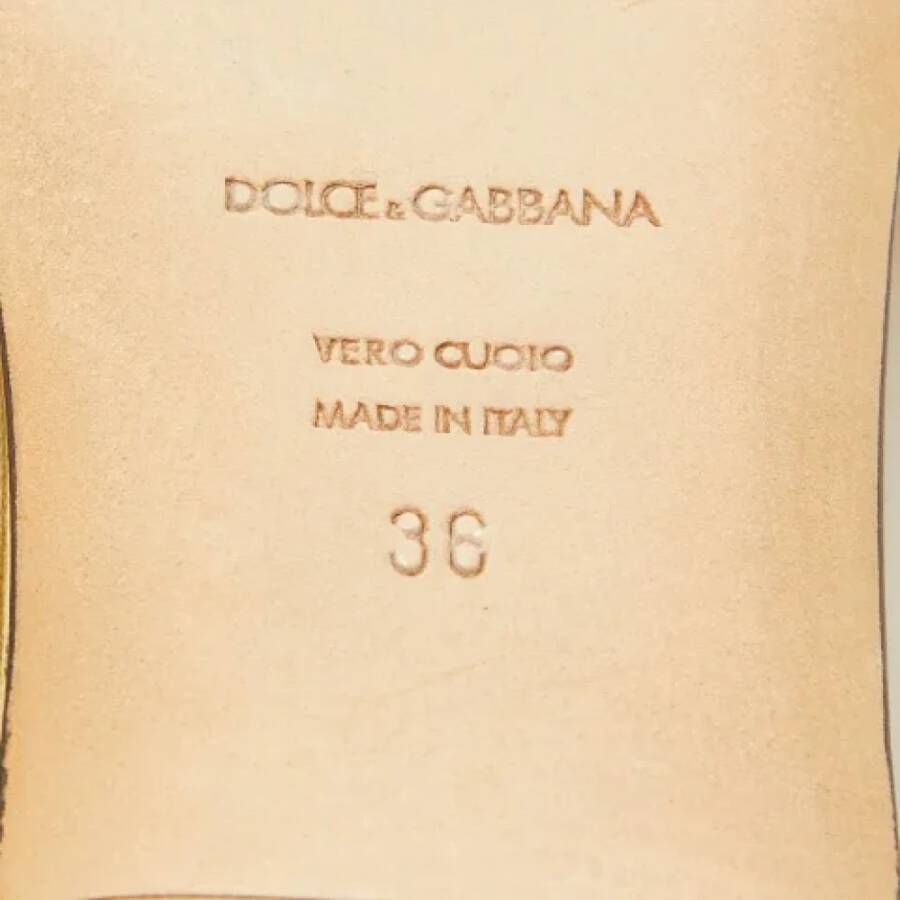 DOLCE & GABBANA
VERO CUOIO
MADE IN ITALY
36